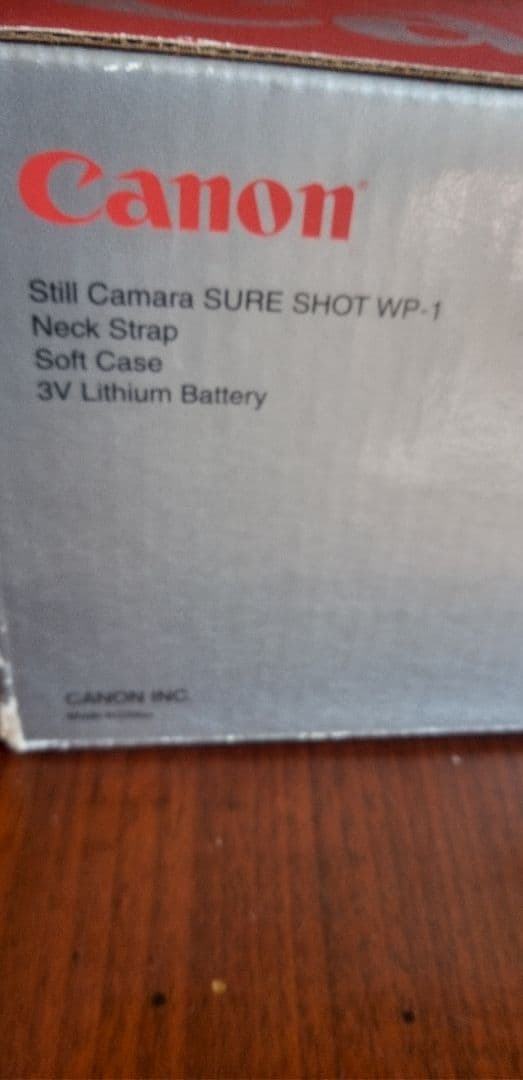 Canon
Still Camara SURE SHOT WP-1
Neck Strap
Soft Case
3V Lithium Battery
CANON INC.